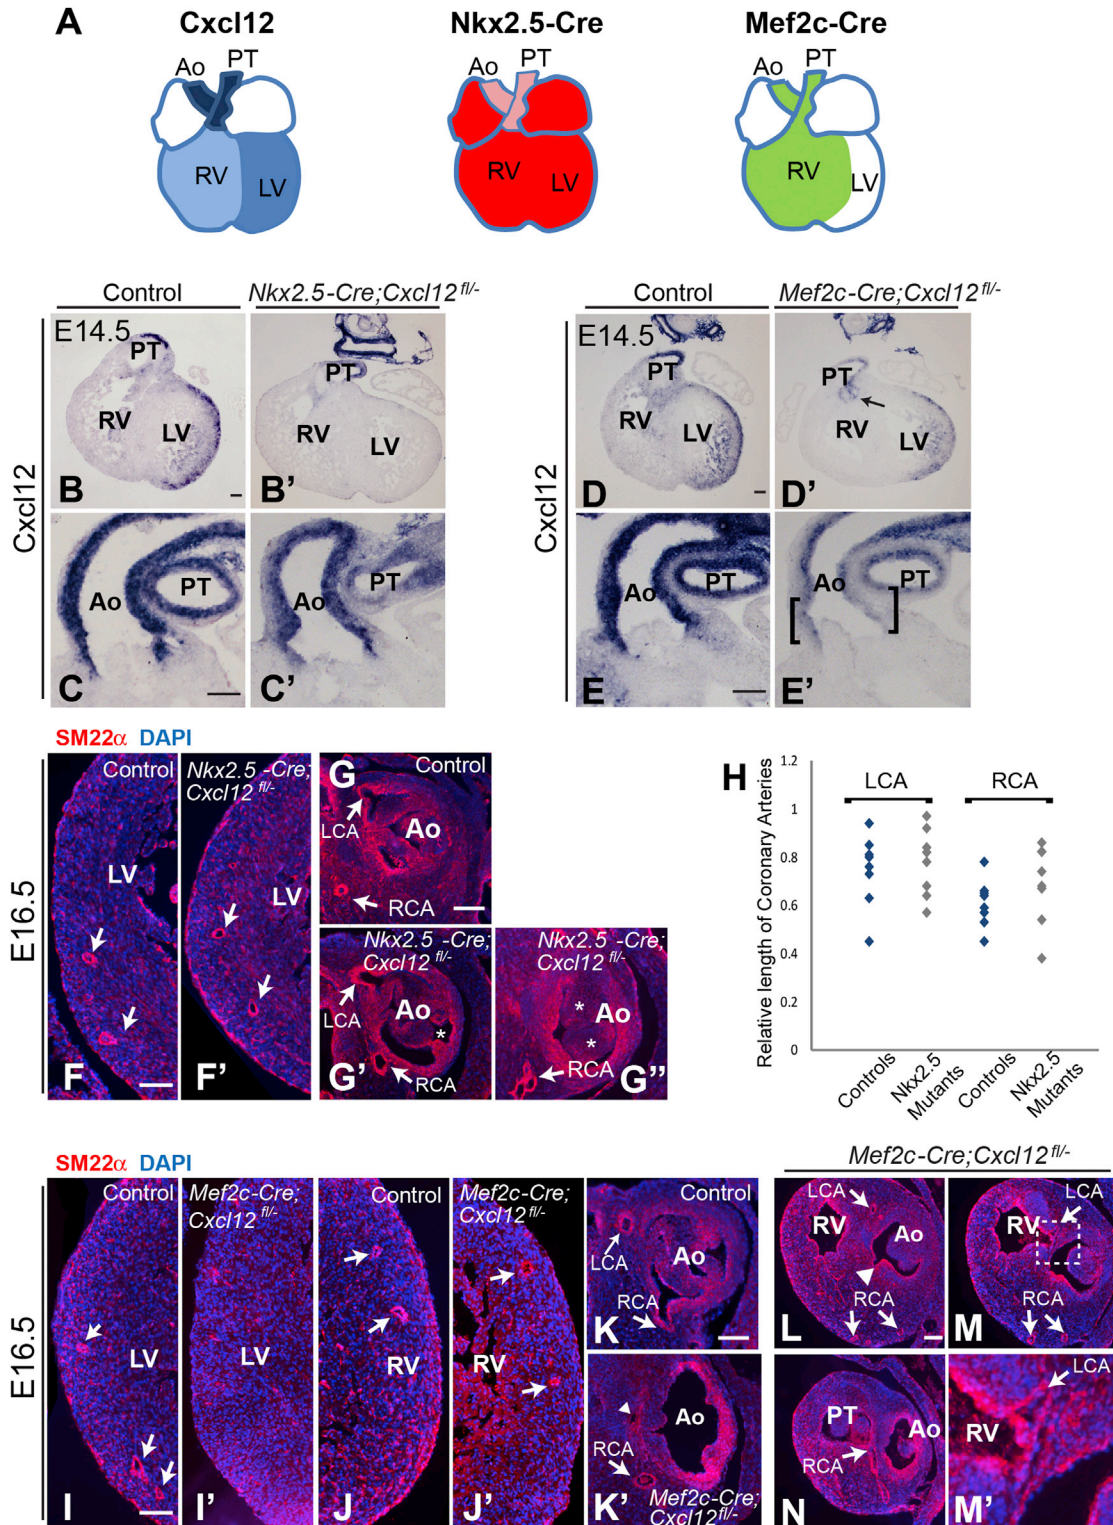 A
Cxcl12
Nkx2.5-Cre
Mef2c-Cre
Ao
PT
RV
LV
Ao
PT
RV
LV
Ao
PT
RV
LV
Control
Nkx2.5-Cre;Cxcl12 fl/-
Control
Mef2c-Cre;Cxcl12 fl/-
Cxcl12
E14.5
PT
RV
LV
B
PT
RV
LV
B’
Ao
PT
C
Ao
PT
C’
Cxcl12
E14.5
PT
RV
LV
D
PT
RV
LV
D’
Ao
PT
E
Ao
PT
[ ]
E’
SM22α DAPI
E16.5
Control
LV
F
Nkx2.5 -Cre;
Cxcl12 fl/-
LV
F’
G
Control
LCA
Ao
RCA
Nkx2.5 -Cre;
Cxcl12 fl/-
LCA
Ao
*
RCA
G’
Nkx2.5 -Cre;
Cxcl12 fl/-
*
Ao
*
RCA
G’’
H
LCA
RCA
Relative length of Coronary Arteries
1.2
1
0.8
0.6
0.4
0.2
0
Controls
Nkx2.5
Mutants
Controls
Nkx2.5
Mutants
SM22α DAPI
E16.5
Control
LV
I
Mef2c-Cre;
Cxcl12 fl/-
LV
I’
Control
RV
J
Mef2c-Cre;
Cxcl12 fl/-
RV
J’
Control
LCA
Ao
RCA
K
Ao
RCA
K’
Mef2c-Cre;
Cxcl12 fl/-
Mef2c-Cre;Cxcl12 fl/-
LCA
RV
Ao
RCA
L
LCA
RV
Ao
RCA
M
PT
Ao
RCA
N
LCA
RV
M’